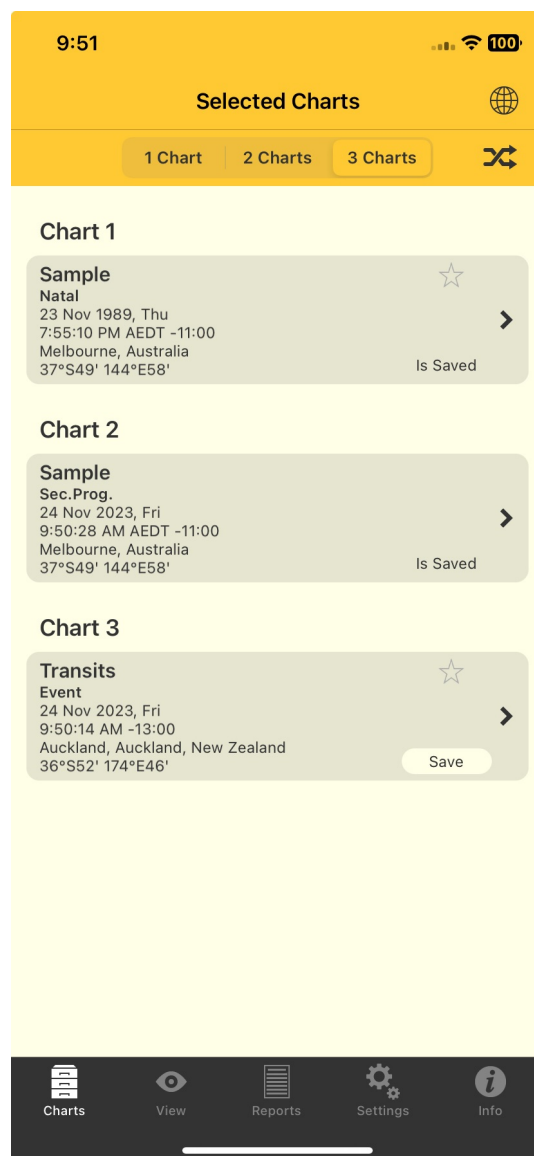 9:51
100
Selected Charts
1 Chart 2 Charts 3 Charts
Chart 1
Sample
Natal
23 Nov 1989, Thu
7:55:10 PM AEDT -11:00
Melbourne, Australia
37°S49' 144°E58'
Is Saved
Chart 2
Sample
Sec.Prog.
24 Nov 2023, Fri
9:50:28 AM AEDT -11:00
Melbourne, Australia
37°S49' 144°E58'
Is Saved
Chart 3
Transits
Event
24 Nov 2023, Fri
9:50:14 AM -13:00
Auckland, Auckland, New Zealand
36°S52' 174°E46'
Save
Charts View Reports Settings Info